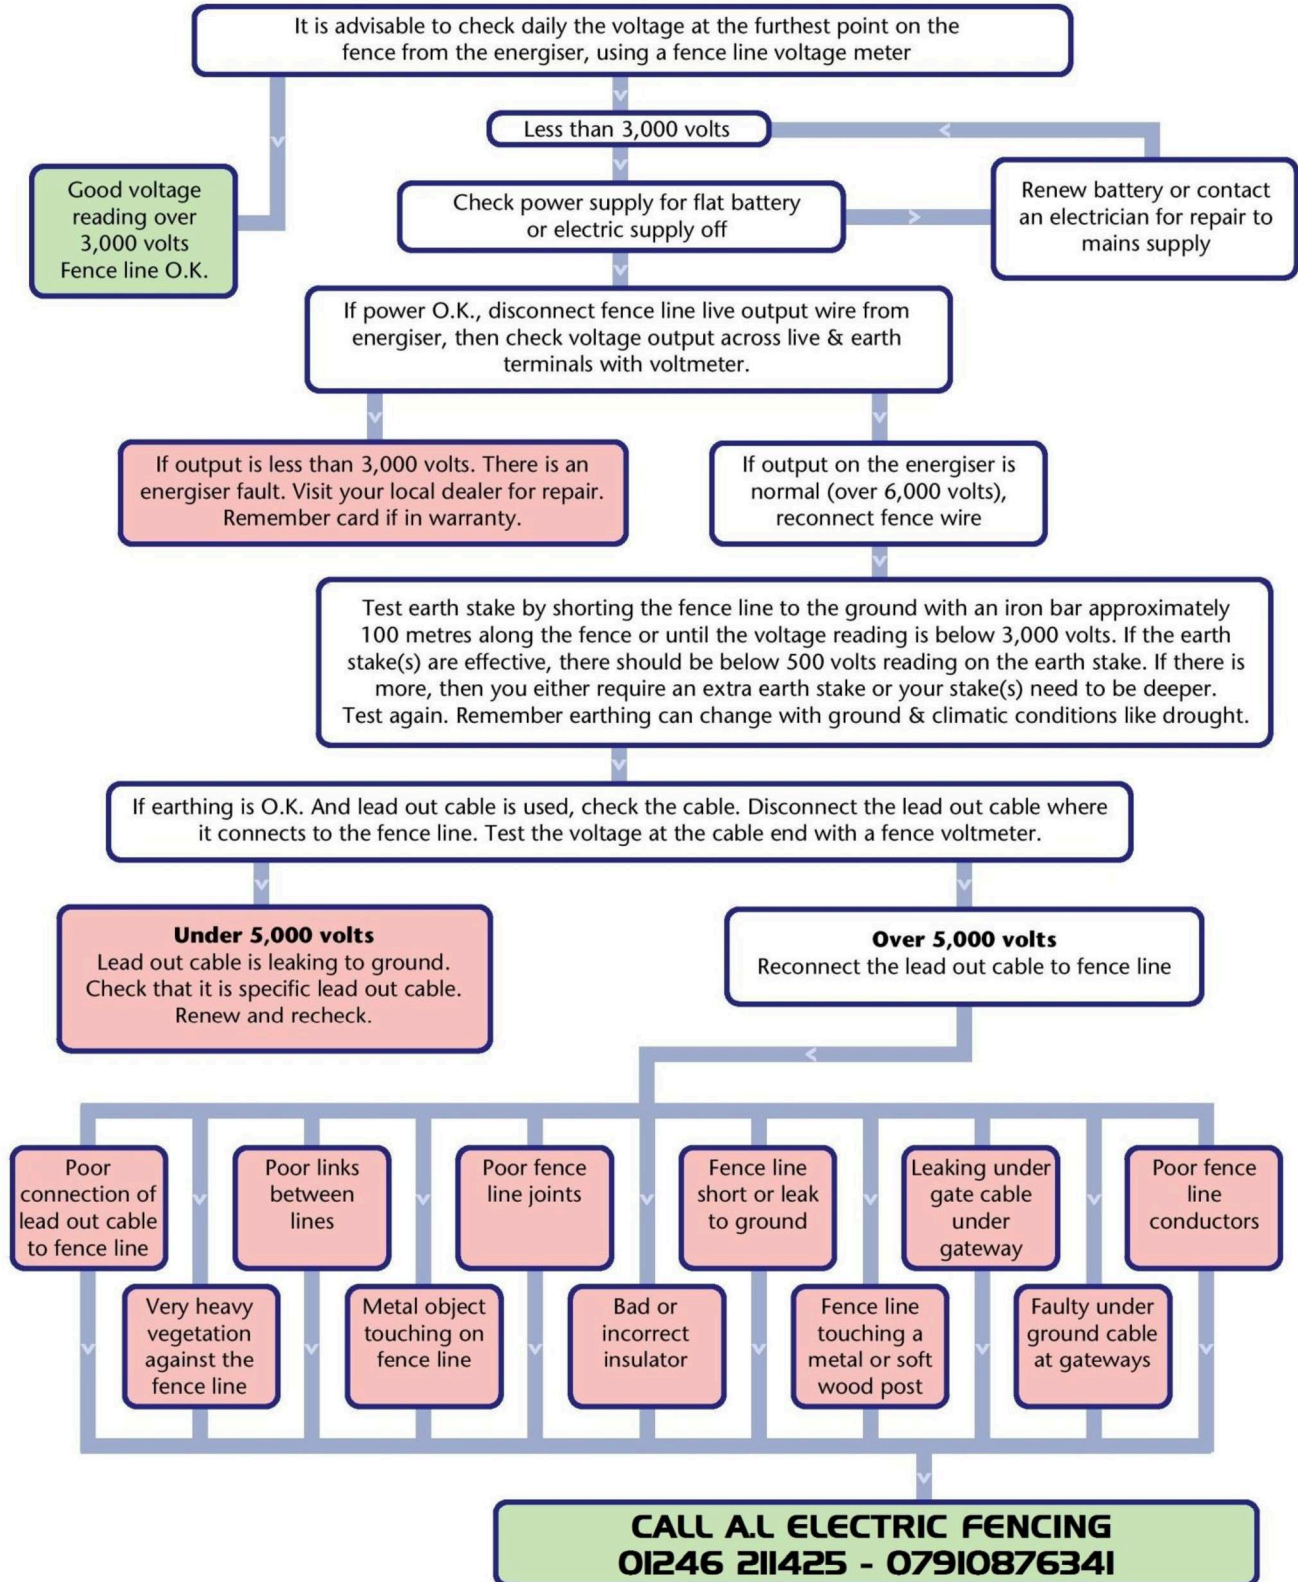 It is advisable to check daily the voltage at the furthest point on the
fence from the energiser, using a fence line voltage meter
Less than 3,000 volts
Good voltage
reading over
3,000 volts
Fence line O.K.
Check power supply for flat battery
or electric supply off
Renew battery or contact
an electrician for repair to
mains supply
If power O.K., disconnect fence line live output wire from
energiser, then check voltage output across live & earth
terminals with voltmeter.
If output is less than 3,000 volts. There is an
energiser fault. Visit your local dealer for repair.
Remember card if in warranty.
If output on the energiser is
normal (over 6,000 volts),
reconnect fence wire
Test earth stake by shorting the fence line to the ground with an iron bar approximately
100 metres along the fence or until the voltage reading is below 3,000 volts. If the earth
stake(s) are effective, there should be below 500 volts reading on the earth stake. If there is
more, then you either require an extra earth stake or your stake(s) need to be deeper.
Test again. Remember earthing can change with ground & climatic conditions like drought.
If earthing is O.K. And lead out cable is used, check the cable. Disconnect the lead out cable where
it connects to the fence line. Test the voltage at the cable end with a fence voltmeter.
Under 5,000 volts
Lead out cable is leaking to ground.
Check that it is specific lead out cable.
Renew and recheck.
Over 5,000 volts
Reconnect the lead out cable to fence line
Poor
connection of
lead out cable
to fence line
Poor links
between
lines
Poor fence
line joints
Fence line
short or leak
to ground
Leaking under
gate cable
under
gateway
Poor fence
line
conductors
Very heavy
vegetation
against the
fence line
Metal object
touching on
fence line
Bad or
incorrect
insulator
Fence line
touching a
metal or soft
wood post
Faulty under
ground cable
at gateways
CALL A.L ELECTRIC FENCING
01246 211425 - 07910876341